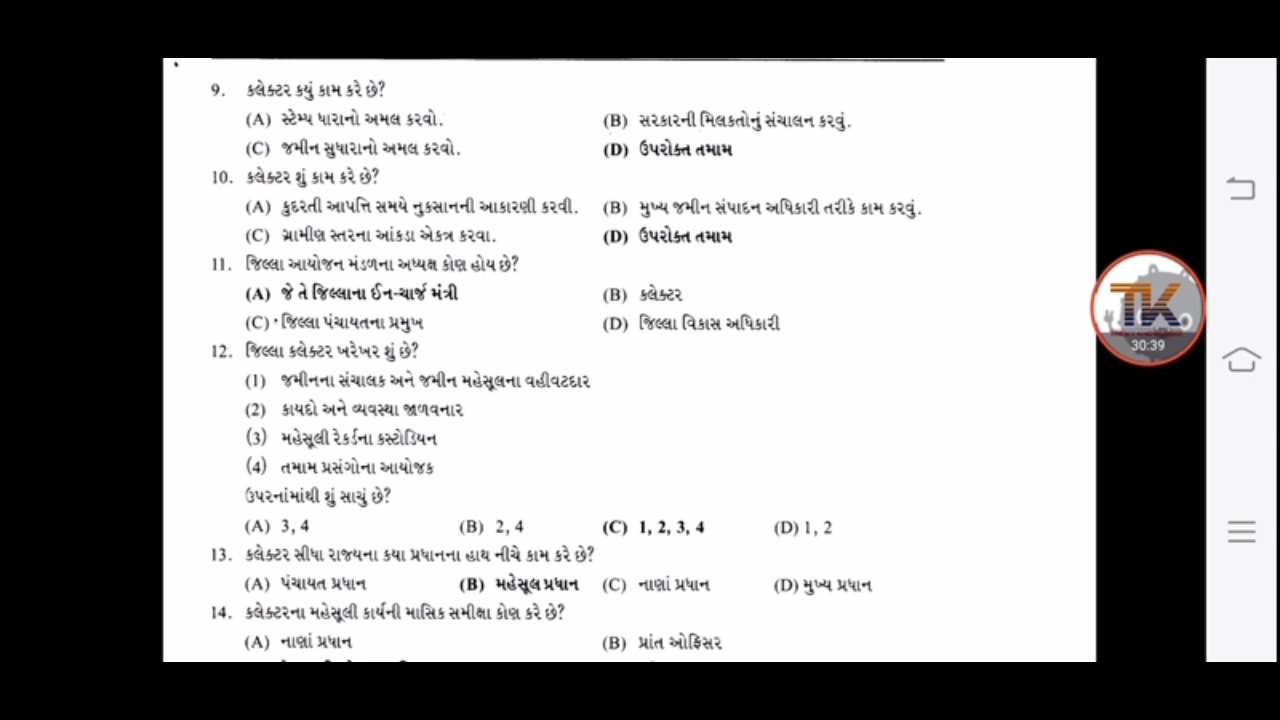 9. કલેક્ટર કયું કામ કરે છે?
(A) સ્ટેમ્પ ધારાનો અમલ કરવો. (B) સરકારની મિલકતોનું સંચાલન કરવું.
(C) જમીન સુધારાનો અમલ કરવો. (D) ઉપરોક્ત તમામ
10. કલેક્ટર શું કામ કરે છે?
(A) કુદરતી આપત્તિ સમયે નુકસાનની આકારણી કરવી. (B) મુખ્ય જમીન સંપાદન અધિકારી તરીકે કામ કરવું.
(C) ગ્રામીણ સ્તરના આંકડા એકત્ર કરવા. (D) ઉપરોક્ત તમામ
11. જિલ્લા આયોજન મંડળના અધ્યક્ષ કોણ હોય છે?
(A) જે તે જિલ્લાના ઈન-ચાર્જ મંત્રી (B) કલેક્ટર
(C) જિલ્લા પંચાયતના પ્રમુખ (D) જિલ્લા વિકાસ અધિકારી
12. જિલ્લા કલેક્ટર ખરેખર શું છે?
(1) જમીનના સંચાલક અને જમીન મહેસૂલના વહીવટદાર
(2) કાયદો અને વ્યવસ્થા જાળવનાર
(3) મહેસૂલી રેકર્ડના કસ્ટોડિયન
(4) તમામ પ્રસંગોના આયોજક
ઉપરનાંમાંથી શું સાચું છે?
(A) 3, 4 (B) 2, 4 (C) 1, 2, 3, 4 (D) 1, 2
13. કલેક્ટર સીધા રાજ્યના કયા પ્રધાનના હાથ નીચે કામ કરે છે?
(A) પંચાયત પ્રધાન (B) મહેસૂલ પ્રધાન (C) નાણાં પ્રધાન (D) મુખ્ય પ્રધાન
14. કલેક્ટરના મહેસૂલી કાર્યની માસિક સમીક્ષા કોણ કરે છે?
(A) નાણાં પ્રધાન (B) પ્રાંત ઓફિસર
TK
30:39